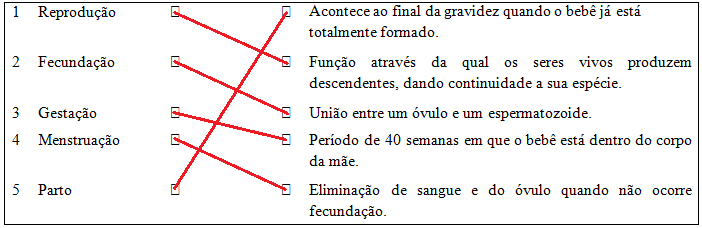 1 Reprodução Acontece ao final da gravidez quando o bebê já está
totalmente formado.
2 Fecundação Função através da qual os seres vivos produzem
descendentes, dando continuidade a sua espécie.
3 Gestação União entre um óvulo e um espermatozoide.
4 Menstruação Período de 40 semanas em que o bebê está dentro do corpo
da mãe.
5 Parto Eliminação de sangue e do óvulo quando não ocorre
fecundação.